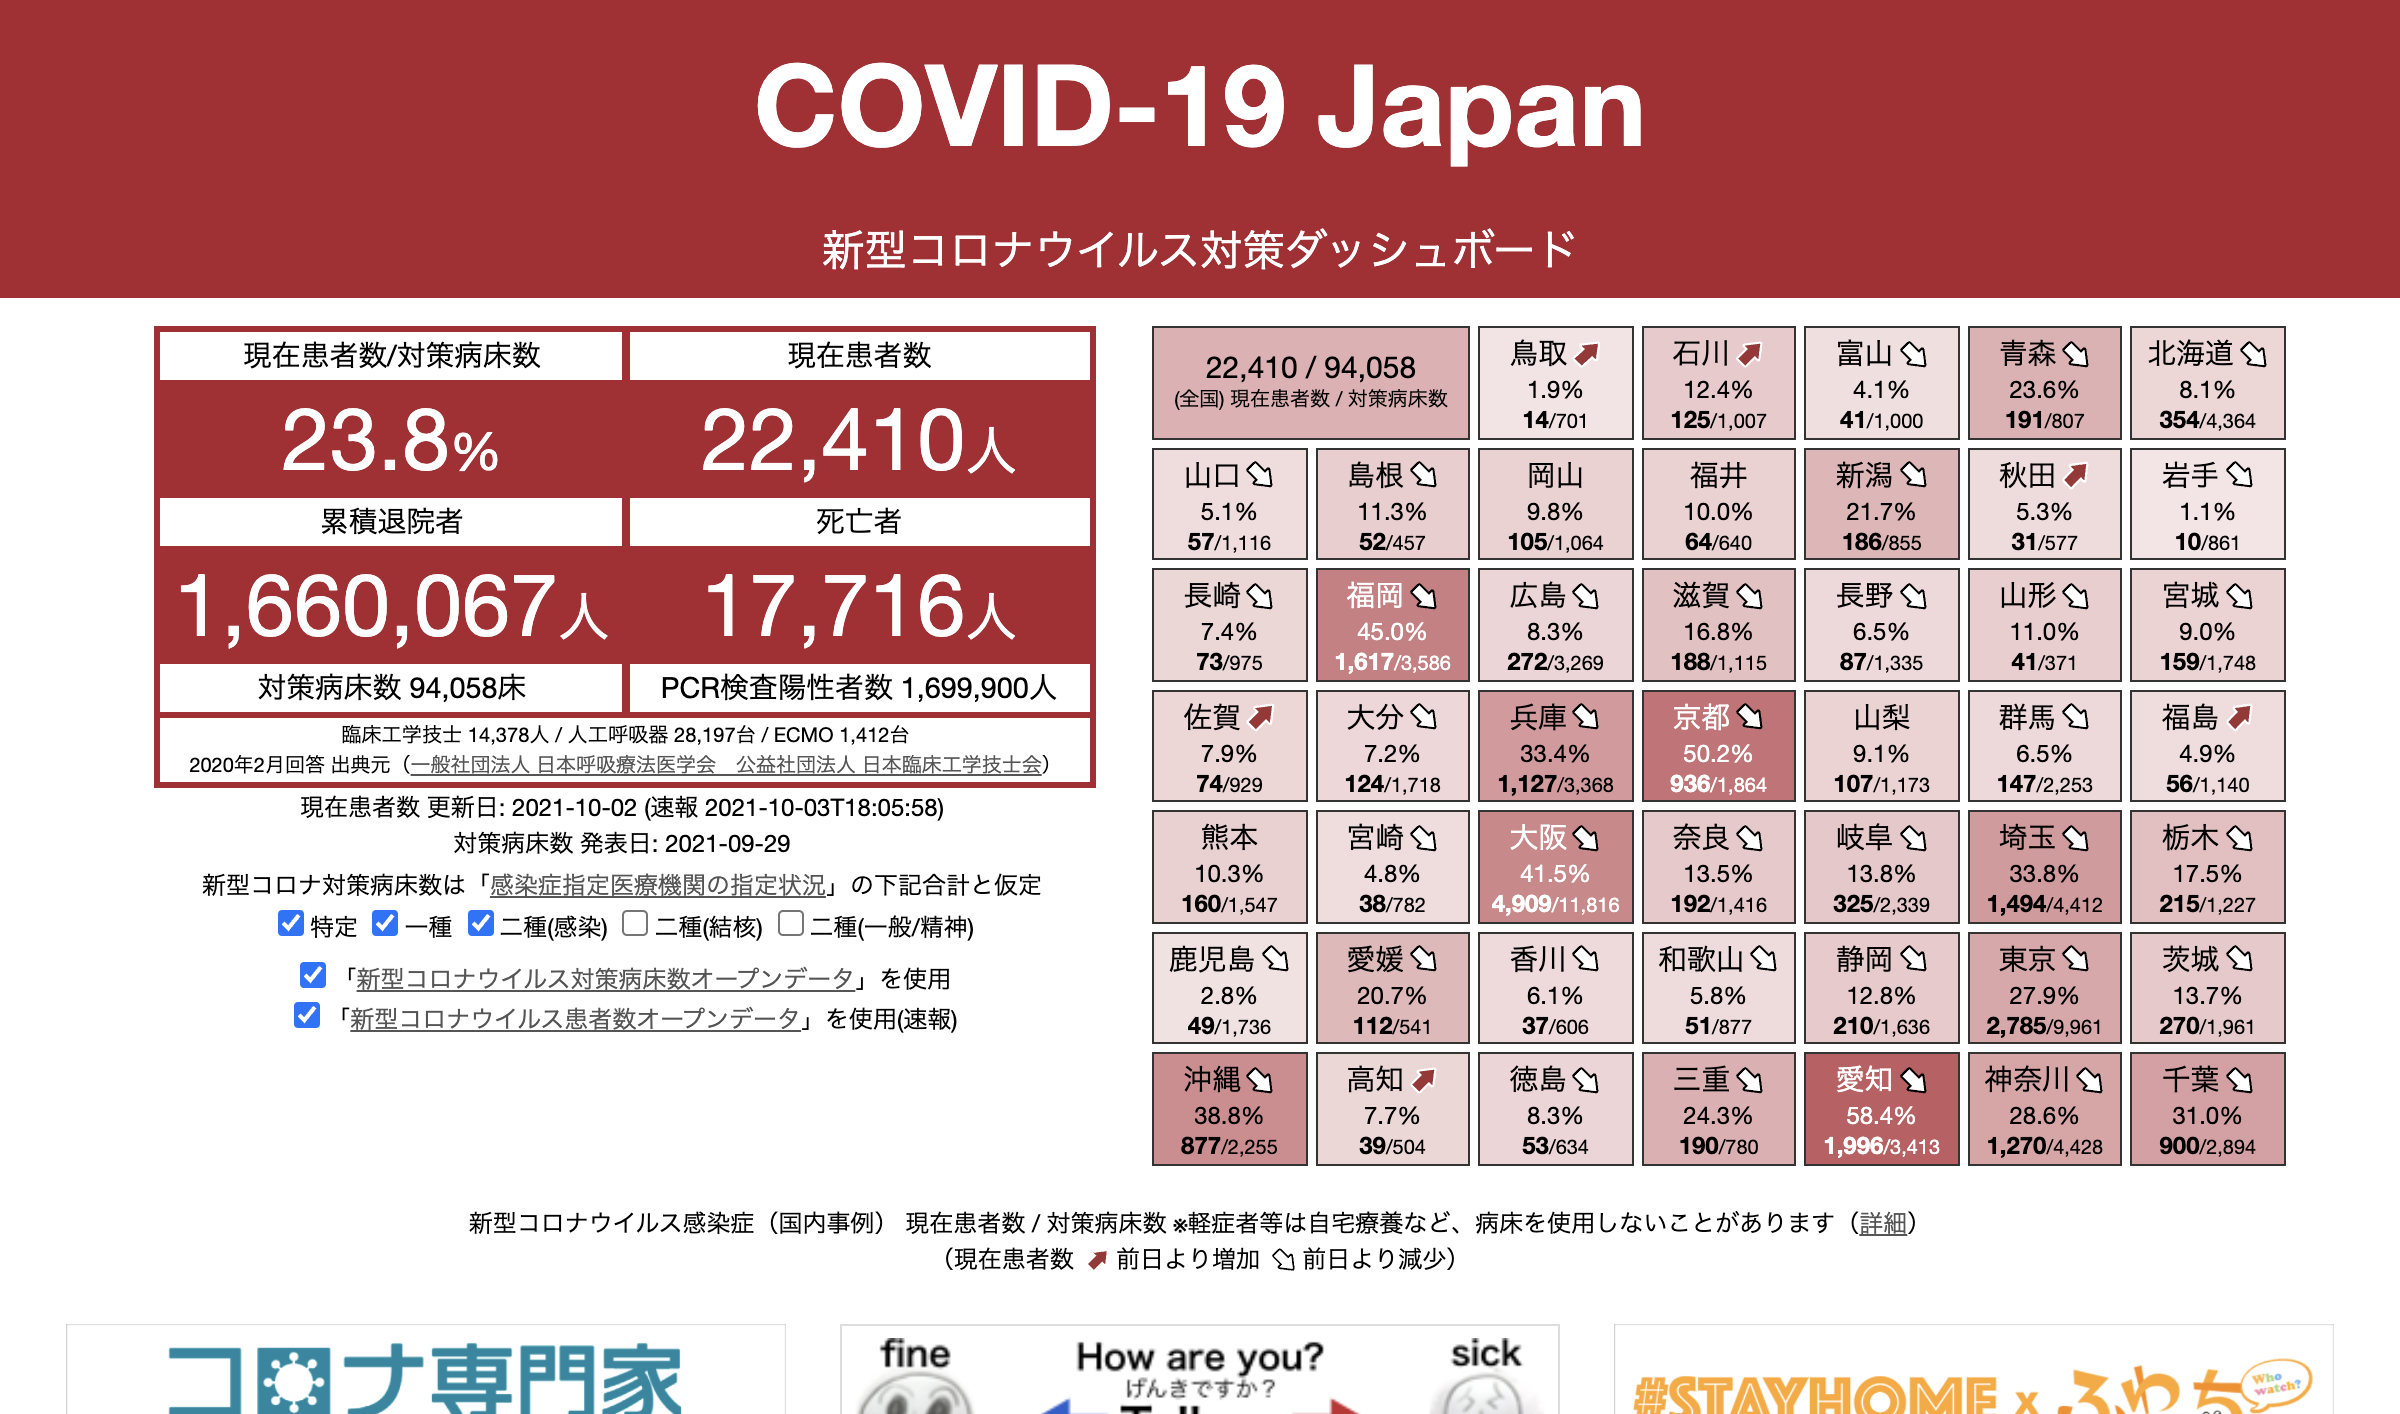 COVID-19 Japan
新型コロナウイルス対策ダッシュボード
現在患者数/対策病床数
現在患者数
23.8%
22,410人
累積退院者
死亡者
1,660,067人
17,716人
対策病床数 94,058床
PCR検査陽性者数 1,699,900人
臨床工学技士 14,378人 / 人工呼吸器 28,197台 / ECMO 1,412台
2020年2月回答 出典元（一般社団法人 日本呼吸療法医学会　公益社団法人 日本臨床工学技士会）
現在患者数 更新日: 2021-10-02 (速報 2021-10-03T18:05:58)
対策病床数 発表日: 2021-09-29
新型コロナ対策病床数は「感染症指定医療機関の指定状況」の下記合計と仮定
特定 一種 二種(感染) 二種(結核) 二種(一般/精神)
「新型コロナウイルス対策病床数オープンデータ」を使用
「新型コロナウイルス患者数オープンデータ」を使用(速報)
22,410 / 94,058
(全国) 現在患者数 / 対策病床数
鳥取
1.9%
14/701
石川
12.4%
125/1,007
富山
4.1%
41/1,000
青森
23.6%
191/807
北海道
8.1%
354/4,364
山口
5.1%
57/1,116
島根
11.3%
52/457
岡山
9.8%
105/1,064
福井
10.0%
64/640
新潟
21.7%
186/855
秋田
5.3%
31/577
岩手
1.1%
10/861
長崎
7.4%
73/975
福岡
45.0%
1,617/3,586
広島
8.3%
272/3,269
滋賀
16.8%
188/1,115
長野
6.5%
87/1,335
山形
11.0%
41/371
宮城
9.0%
159/1,748
佐賀
7.9%
74/929
大分
7.2%
124/1,718
兵庫
33.4%
1,127/3,368
京都
50.2%
936/1,864
山梨
9.1%
107/1,173
群馬
6.5%
147/2,253
福島
4.9%
56/1,140
熊本
10.3%
160/1,547
宮崎
4.8%
38/782
大阪
41.5%
4,909/11,816
奈良
13.5%
192/1,416
岐阜
13.8%
325/2,339
埼玉
33.8%
1,494/4,412
栃木
17.5%
215/1,227
鹿児島
2.8%
49/1,736
愛媛
20.7%
112/541
香川
6.1%
37/606
和歌山
5.8%
51/877
静岡
12.8%
210/1,636
東京
27.9%
2,785/9,961
茨城
13.7%
270/1,961
沖縄
38.8%
877/2,255
高知
7.7%
39/504
徳島
8.3%
53/634
三重
24.3%
190/780
愛知
58.4%
1,996/3,413
神奈川
28.6%
1,270/4,428
千葉
31.0%
900/2,894
新型コロナウイルス感染症（国内事例） 現在患者数 / 対策病床数 ※軽症者等は自宅療養など、病床を使用しないことがあります（詳細）
（現在患者数 前日より増加 前日より減少）
コロナ専門家
fine
How are you?
sick
げんきですか？
#STAYHOME x ふわち
Who watch?